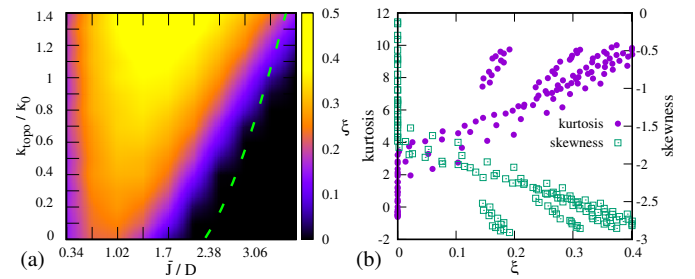 1.4
1.2
1
0.8
0.6
0.4
0.2
0
κtopo / κ0
0.34 1.02 1.7 2.38 3.06
J̃ / D
(a)
0.5
0.4
0.3
0.2
0.1
0
ξ
12
10
8
6
4
2
0
-2
kurtosis
kurtosis
skewness
0
-0.5
-1
-1.5
-2
-2.5
-3
skewness
0 0.1 0.2 0.3 0.4
ξ
(b)